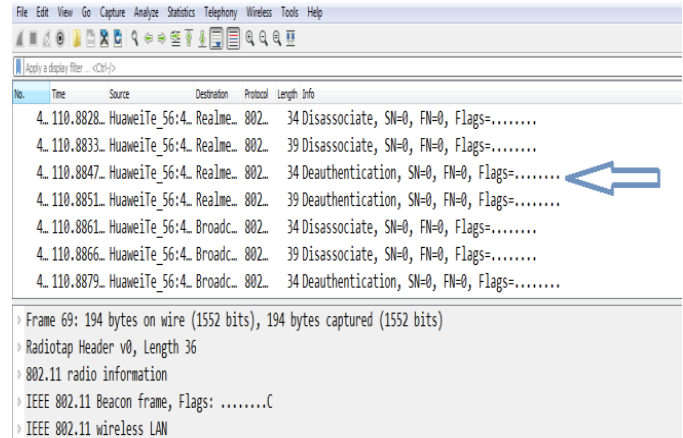 File Edit View Go Capture Analyze Statistics Telephony Wireless Tools Help
Apply a display filter ... <Ctrl-/>
No. Time Source Destination Protocol Length Info
4… 110.8828… HuaweiTe_56:4… Realme… 802… 34 Disassociate, SN=0, FN=0, Flags=........
4… 110.8833… HuaweiTe_56:4… Realme… 802… 39 Disassociate, SN=0, FN=0, Flags=........
4… 110.8847… HuaweiTe_56:4… Realme… 802… 34 Deauthentication, SN=0, FN=0, Flags=........
4… 110.8851… HuaweiTe_56:4… Realme… 802… 39 Deauthentication, SN=0, FN=0, Flags=........
4… 110.8861… HuaweiTe_56:4… Broadc… 802… 34 Disassociate, SN=0, FN=0, Flags=........
4… 110.8866… HuaweiTe_56:4… Broadc… 802… 39 Disassociate, SN=0, FN=0, Flags=........
4… 110.8879… HuaweiTe_56:4… Broadc… 802… 34 Deauthentication, SN=0, FN=0, Flags=........
Frame 69: 194 bytes on wire (1552 bits), 194 bytes captured (1552 bits)
Radiotap Header v0, Length 36
802.11 radio information
IEEE 802.11 Beacon frame, Flags: ........C
IEEE 802.11 wireless LAN